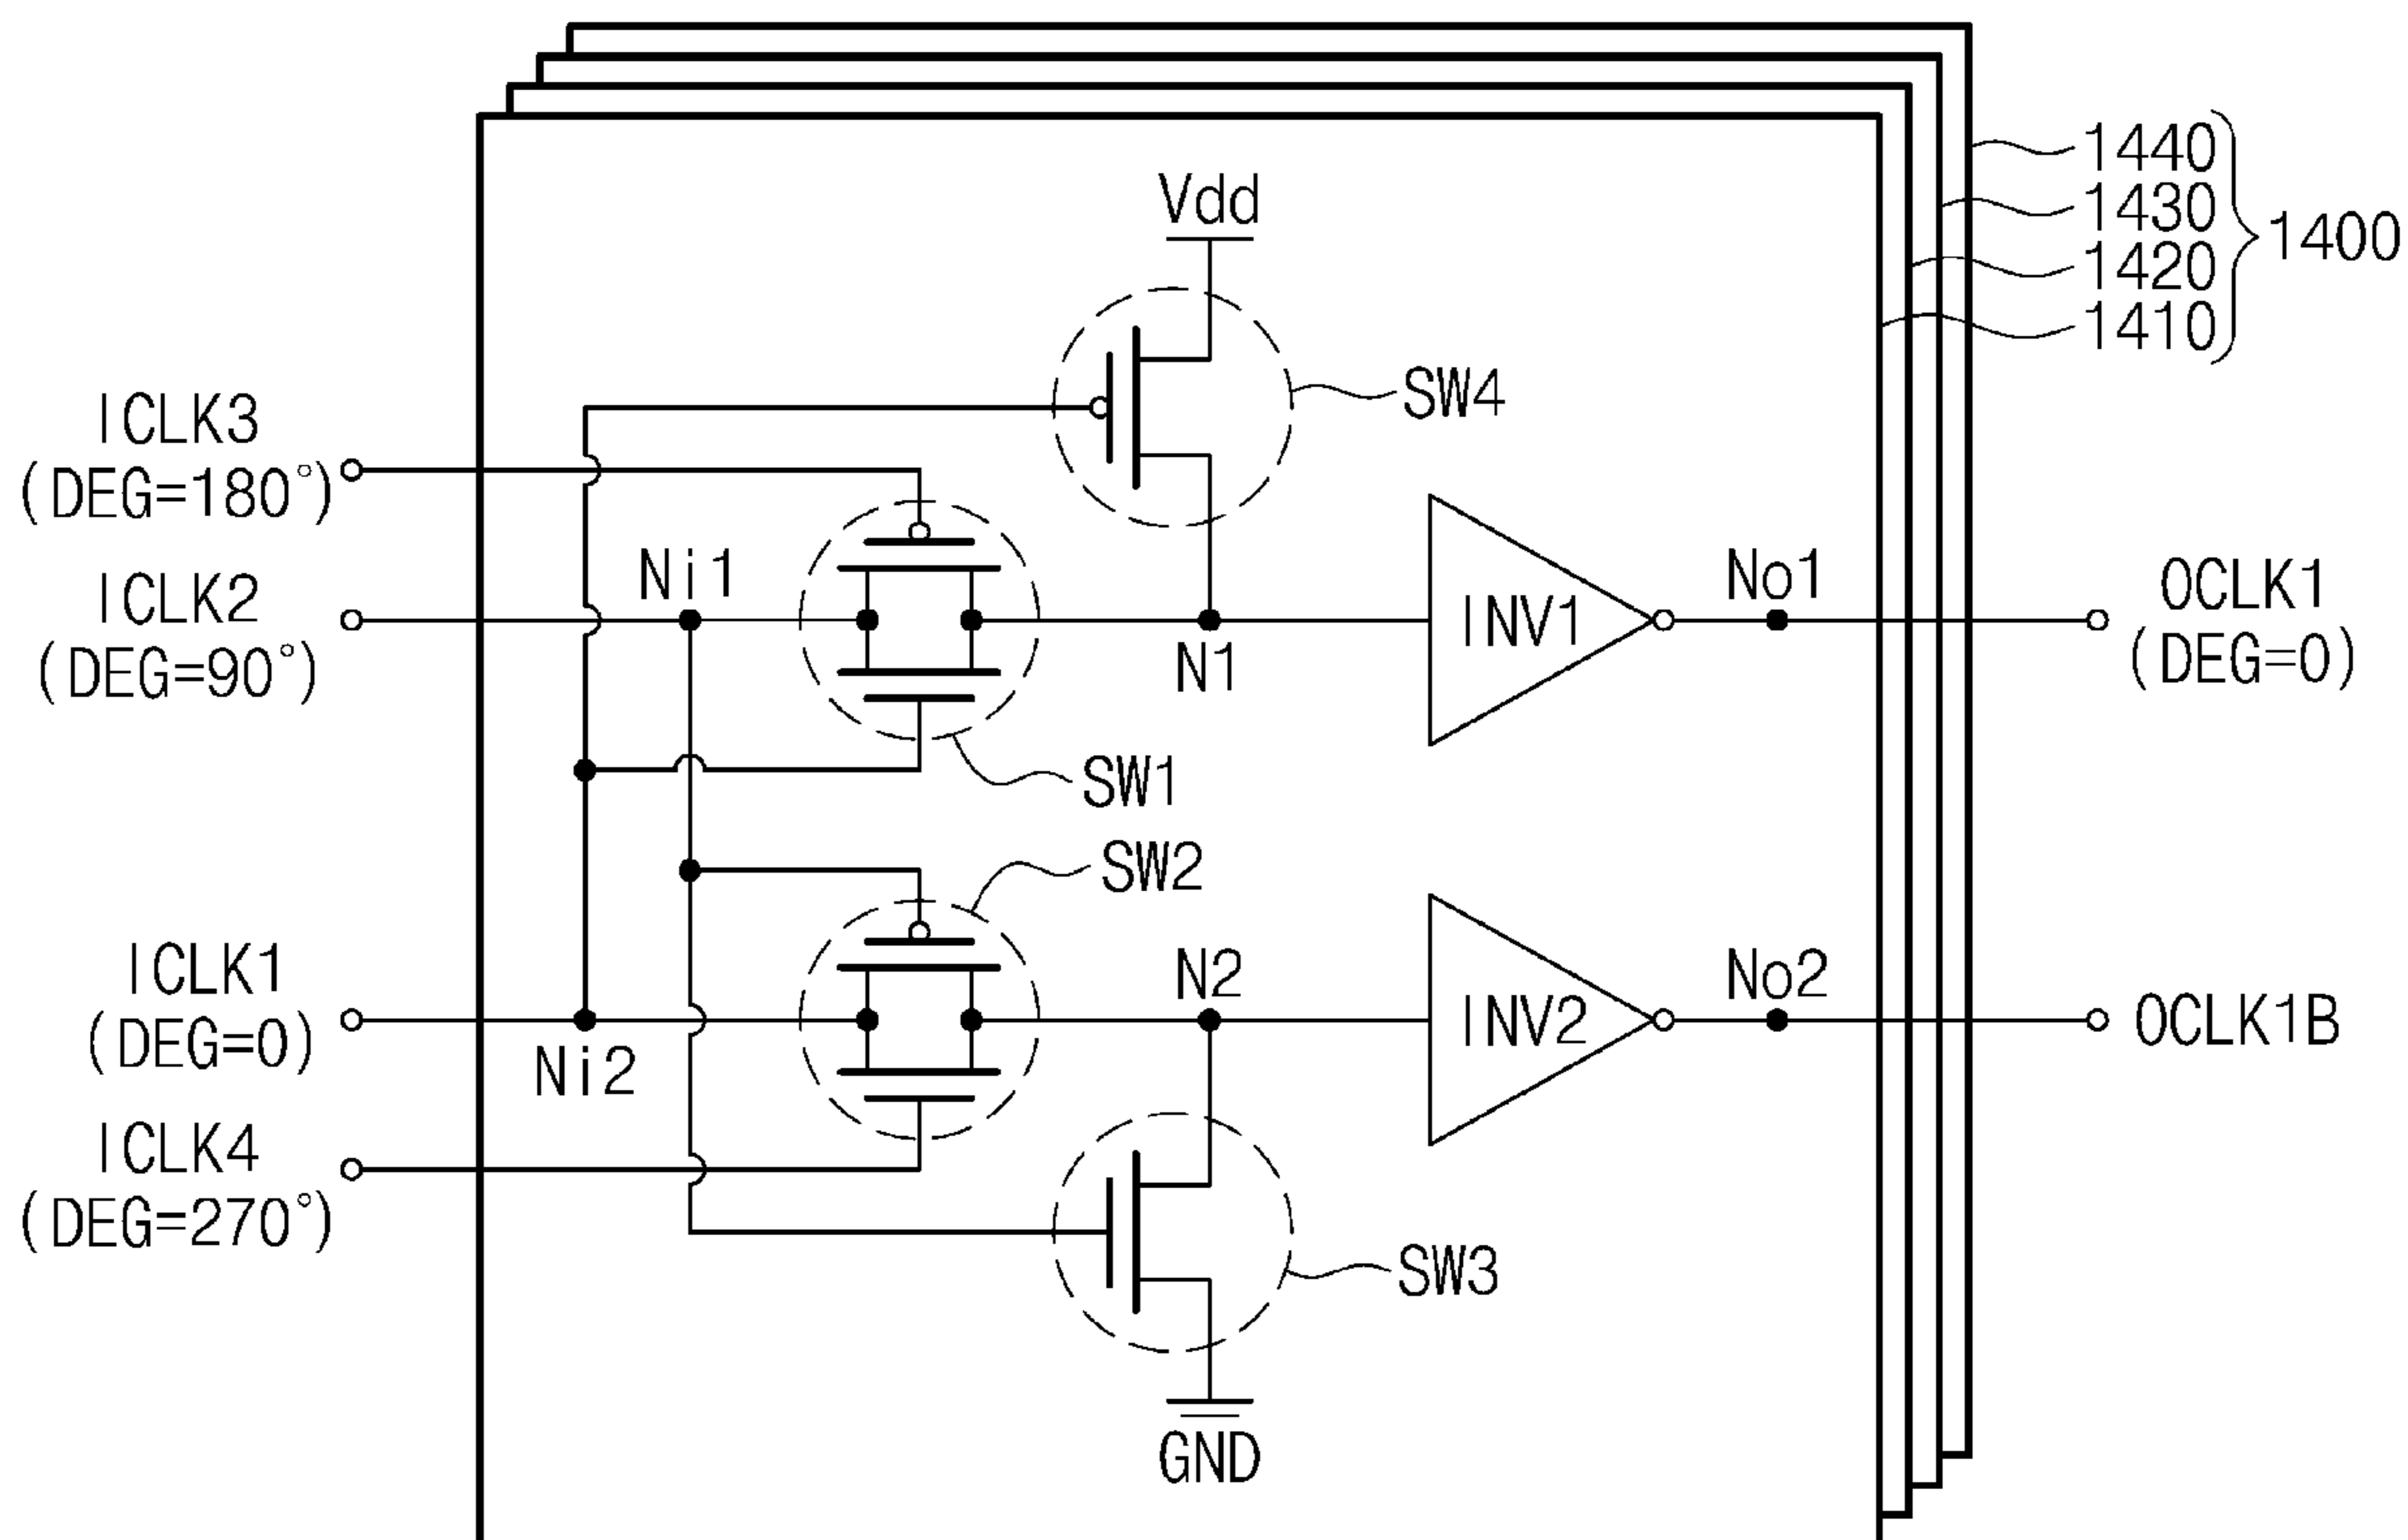 1440
1430
1420
1410
1400
Vdd
SW4
ICLK3
(DEG=180°)
ICLK2
(DEG=90°)
Ni1
N1
INV1
No1
OCLK1
(DEG=0)
SW1
SW2
ICLK1
(DEG=0)
Ni2
N2
INV2
No2
OCLK1B
ICLK4
(DEG=270°)
SW3
GND